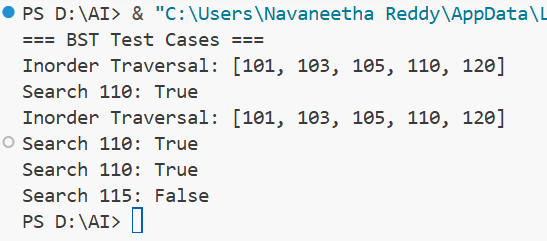 PS D:\AI> & "C:\Users\Navaneetha Reddy\AppData\L
=== BST Test Cases ===
Inorder Traversal: [101, 103, 105, 110, 120]
Search 110: True
Inorder Traversal: [101, 103, 105, 110, 120]
Search 110: True
Search 110: True
Search 115: False
PS D:\AI>